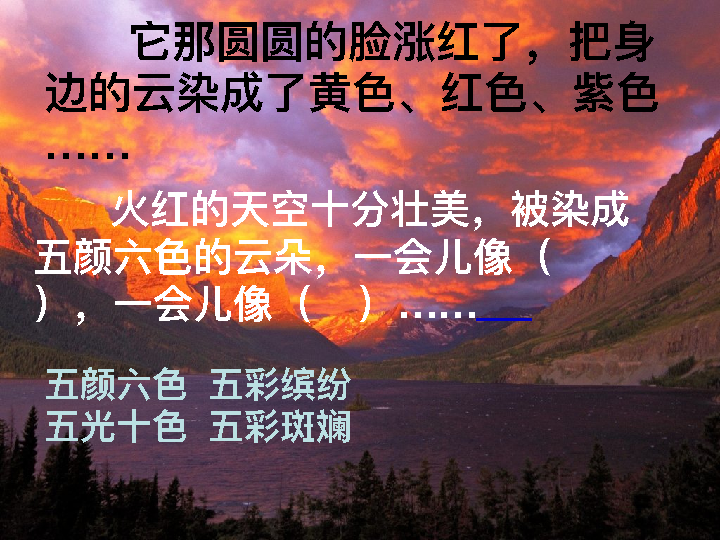 它那圆圆的脸涨红了，把身
边的云染成了黄色、红色、紫色
……
火红的天空十分壮美，被染成
五颜六色的云朵，一会儿像（
），一会儿像（　）……
五颜六色 五彩缤纷
五光十色 五彩斑斓